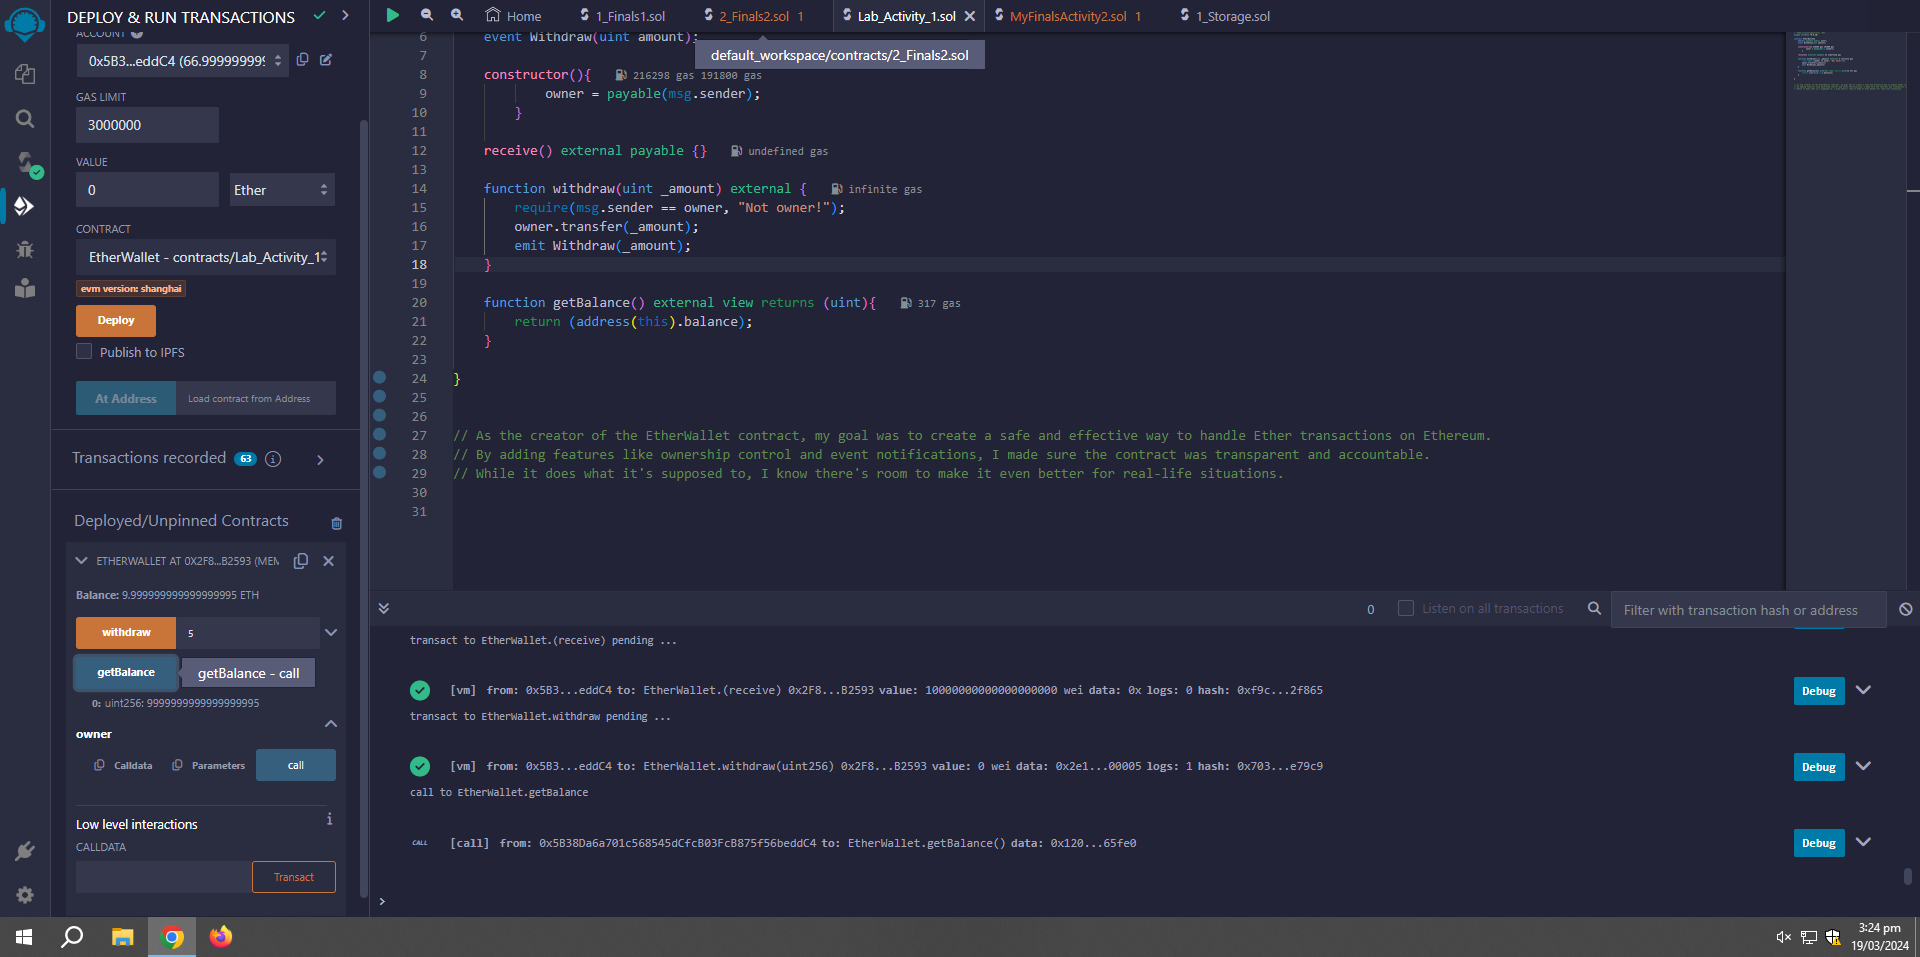 DEPLOY & RUN TRANSACTIONS
ACCOUNT
0x5B3...eddC4 (66.999999999
GAS LIMIT
3000000
VALUE
0
Ether
CONTRACT
EtherWallet - contracts/Lab_Activity_1
evm version: shanghai
Deploy
Publish to IPFS
At Address
Load contract from Address
Transactions recorded 63 i
Deployed/Unpinned Contracts
ETHERWALLET AT 0X2F8...B2593 (MEM
Balance: 9.999999999999999995 ETH
withdraw
5
getBalance
getBalance - call
0: uint256: 9999999999999999995
owner
Calldata
Parameters
call
Low level interactions
i
CALLDATA
Transact
Home
1_Finals1.sol
2_Finals2.sol 1
Lab_Activity_1.sol
MyFinalsActivity2.sol 1
1_Storage.sol
default_workspace/contracts/2_Finals2.sol
6 event Withdraw(uint amount);
7
8 constructor(){ 216298 gas 191800 gas
9 owner = payable(msg.sender);
10 }
11
12 receive() external payable {} undefined gas
13
14 function withdraw(uint _amount) external { infinite gas
15 require(msg.sender == owner, "Not owner!");
16 owner.transfer(_amount);
17 emit Withdraw(_amount);
18 }
19
20 function getBalance() external view returns (uint){ 317 gas
21 return (address(this).balance);
22 }
23
24 }
25
26
27 // As the creator of the EtherWallet contract, my goal was to create a safe and effective way to handle Ether transactions on Ethereum.
28 // By adding features like ownership control and event notifications, I made sure the contract was transparent and accountable.
29 // While it does what it's supposed to, I know there's room to make it even better for real-life situations.
30
31
0
Listen on all transactions
Filter with transaction hash or address
transact to EtherWallet.(receive) pending ...
[vm] from: 0x5B3...eddC4 to: EtherWallet.(receive) 0x2F8...B2593 value: 10000000000000000000 wei data: 0x logs: 0 hash: 0xf9c...2f865
Debug
transact to EtherWallet.withdraw pending ...
[vm] from: 0x5B3...eddC4 to: EtherWallet.withdraw(uint256) 0x2F8...B2593 value: 0 wei data: 0x2e1...00005 logs: 1 hash: 0x703...e79c9
Debug
call to EtherWallet.getBalance
CALL [call] from: 0x5B38Da6a701c568545dCfcB03FcB875f56beddC4 to: EtherWallet.getBalance() data: 0x120...65fe0
Debug
>
3:24 pm
19/03/2024